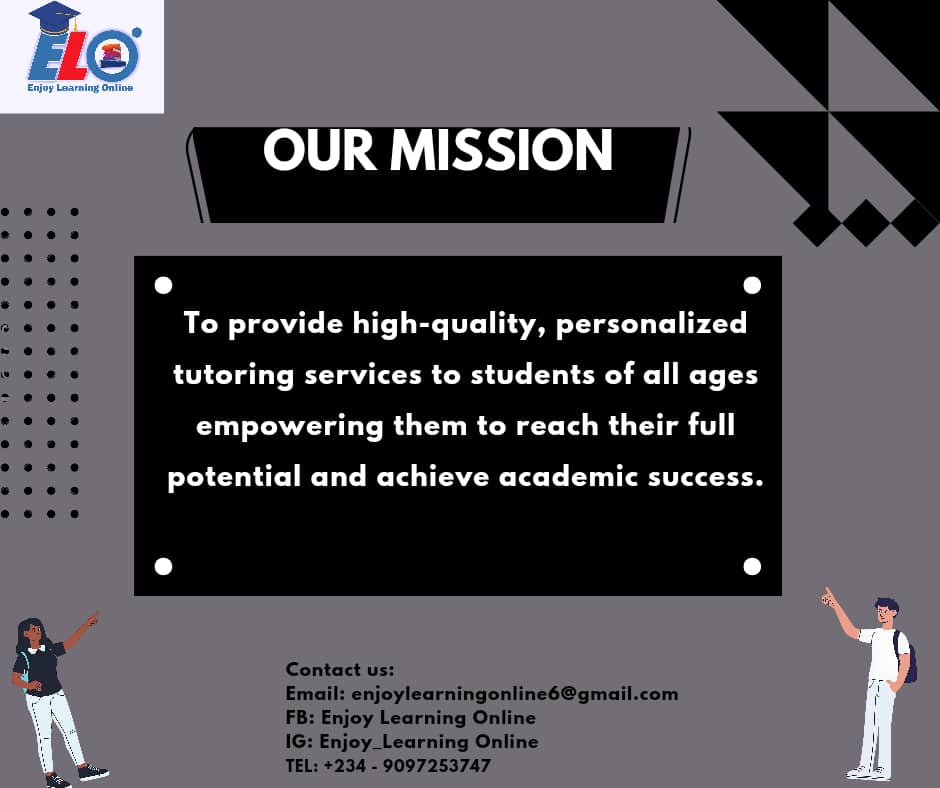 ELO
Enjoy Learning Online
OUR MISSION
To provide high-quality, personalized
tutoring services to students of all ages
empowering them to reach their full
potential and achieve academic success.
Contact us:
Email: enjoylearningonline6@gmail.com
FB: Enjoy Learning Online
IG: Enjoy_Learning Online
TEL: +234 - 9097253747